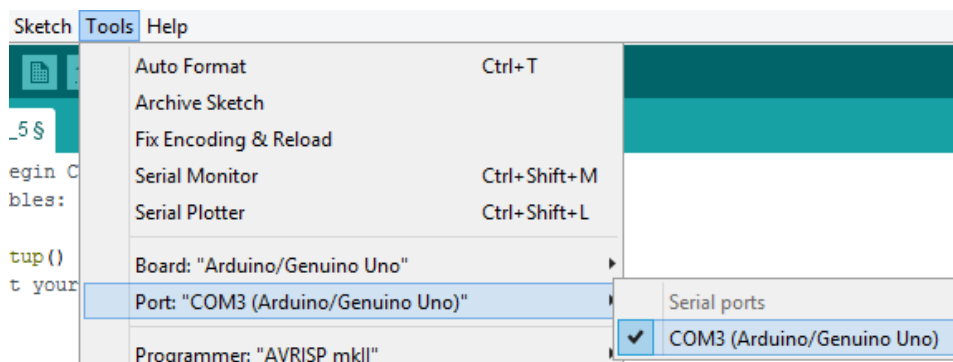 Sketch Tools Help
Auto Format Ctrl+T
Archive Sketch
_5 §
Fix Encoding & Reload
egin C
Serial Monitor Ctrl+Shift+M
bles:
Serial Plotter Ctrl+Shift+L
tup()
Board: "Arduino/Genuino Uno"
t your
Port: "COM3 (Arduino/Genuino Uno)"
Serial ports
COM3 (Arduino/Genuino Uno)
Programmer: "AVRISP mkII"